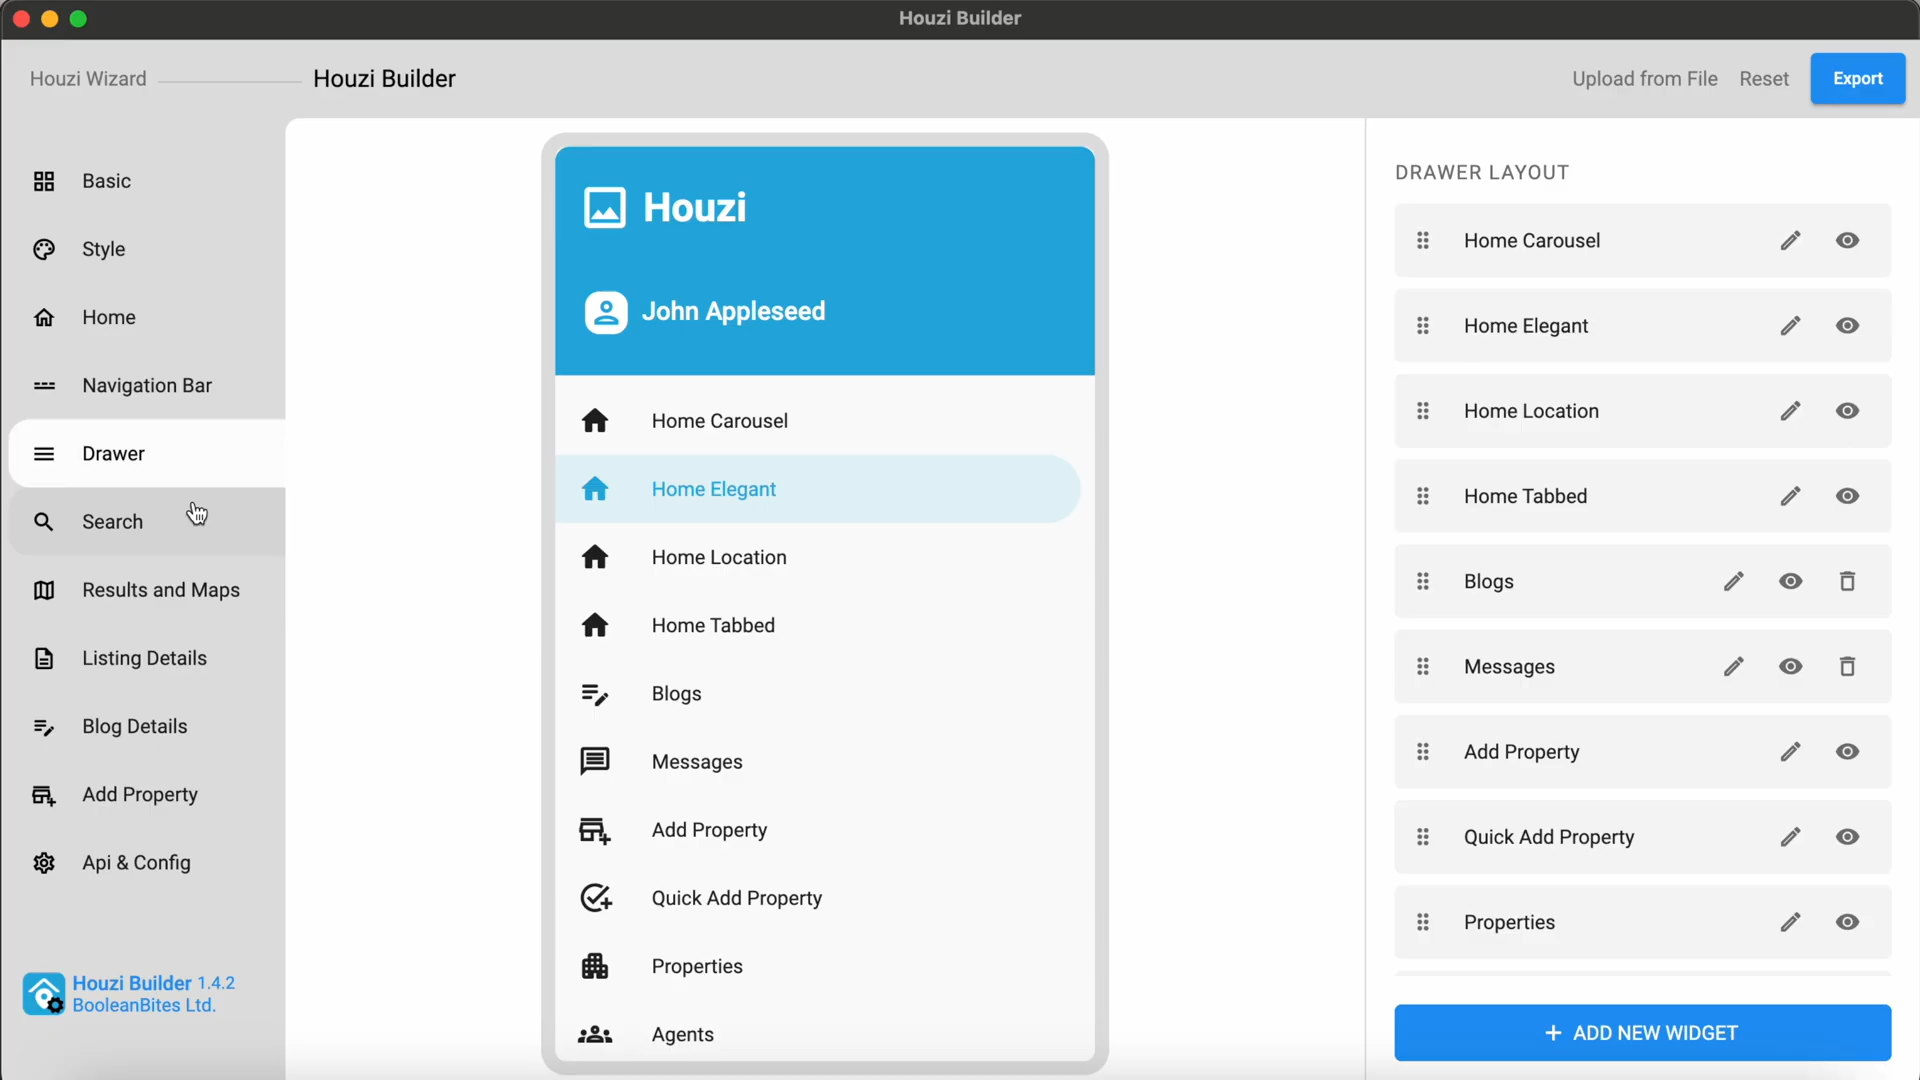 Houzi Builder
Houzi Wizard
Houzi Builder
Upload from File
Reset
Export
Basic
Style
Home
Navigation Bar
Drawer
Search
Results and Maps
Listing Details
Blog Details
Add Property
Api & Config
Houzi Builder 1.4.2
BooleanBites Ltd.
Houzi
John Appleseed
Home Carousel
Home Elegant
Home Location
Home Tabbed
Blogs
Messages
Add Property
Quick Add Property
Properties
Agents
DRAWER LAYOUT
Home Carousel
Home Elegant
Home Location
Home Tabbed
Blogs
Messages
Add Property
Quick Add Property
Properties
+ ADD NEW WIDGET